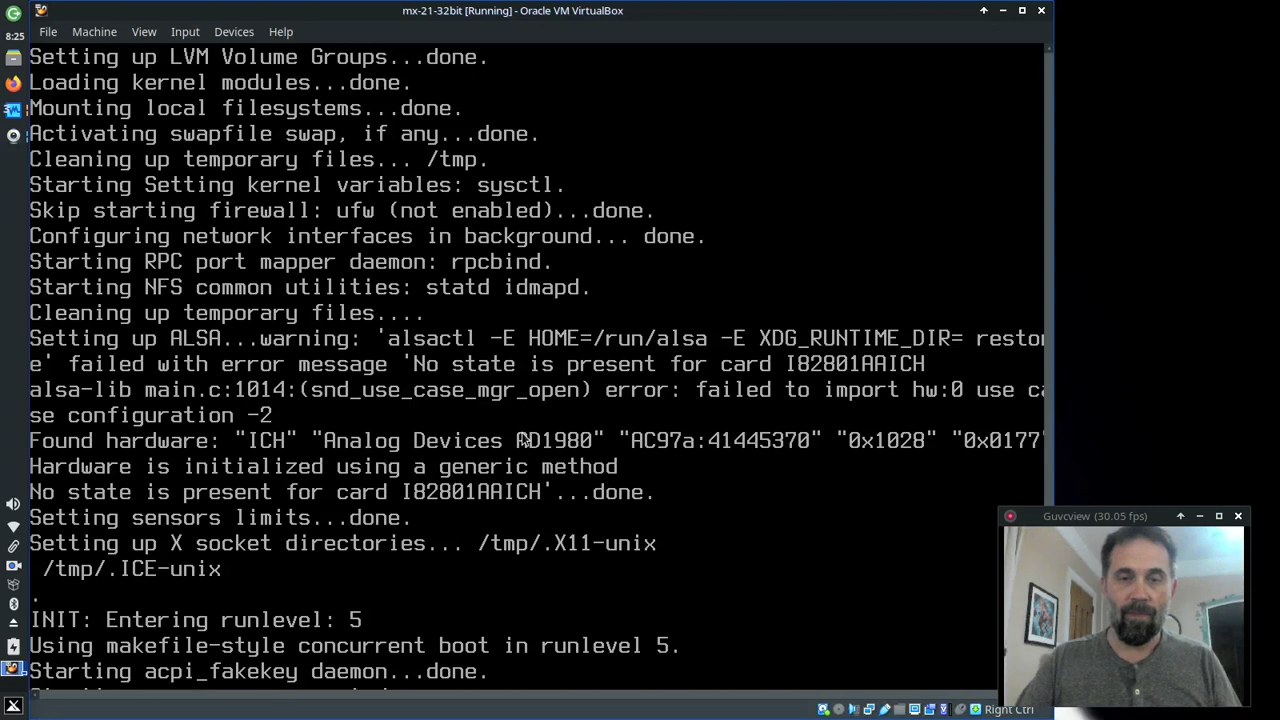 mx-21-32bit [Running] - Oracle VM VirtualBox
8:25
File Machine View Input Devices Help
Setting up LVM Volume Groups...done.
Loading kernel modules...done.
Mounting local filesystems...done.
Activating swapfile swap, if any...done.
Cleaning up temporary files... /tmp.
Starting Setting kernel variables: sysctl.
Skip starting firewall: ufw (not enabled)...done.
Configuring network interfaces in background... done.
Starting RPC port mapper daemon: rpcbind.
Starting NFS common utilities: statd idmapd.
Cleaning up temporary files....
Setting up ALSA...warning: 'alsactl -E HOME=/run/alsa -E XDG_RUNTIME_DIR= restor
e' failed with error message 'No state is present for card I82801AAICH
alsa-lib main.c:1014:(snd_use_case_mgr_open) error: failed to import hw:0 use ca
se configuration -2
Found hardware: "ICH" "Analog Devices AD1980" "AC97a:41445370" "0x1028" "0x0177"
Hardware is initialized using a generic method
No state is present for card I82801AAICH'...done.
Setting sensors limits...done.
Setting up X socket directories... /tmp/.X11-unix
/tmp/.ICE-unix
.
INIT: Entering runlevel: 5
Using makefile-style concurrent boot in runlevel 5.
Starting acpi_fakekey daemon...done.
Guvcview (30.05 fps)
Right Ctrl